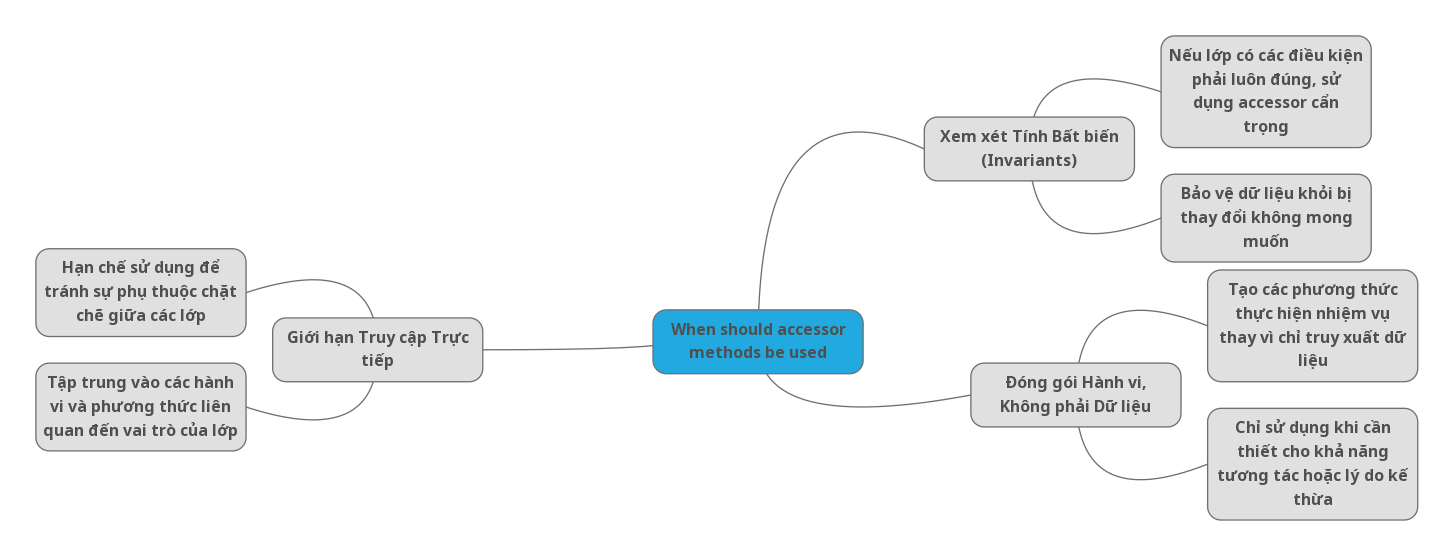 When should accessor
methods be used
Xem xét Tính Bất biến
(Invariants)
Nếu lớp có các điều kiện
phải luôn đúng, sử
dụng accessor cẩn
trọng
Bảo vệ dữ liệu khỏi bị
thay đổi không mong
muốn
Đóng gói Hành vi,
Không phải Dữ liệu
Tạo các phương thức
thực hiện nhiệm vụ
thay vì chỉ truy xuất dữ
liệu
Chỉ sử dụng khi cần
thiết cho khả năng
tương tác hoặc lý do kế
thừa
Giới hạn Truy cập Trực
tiếp
Hạn chế sử dụng để
tránh sự phụ thuộc chặt
chẽ giữa các lớp
Tập trung vào các hành
vi và phương thức liên
quan đến vai trò của lớp